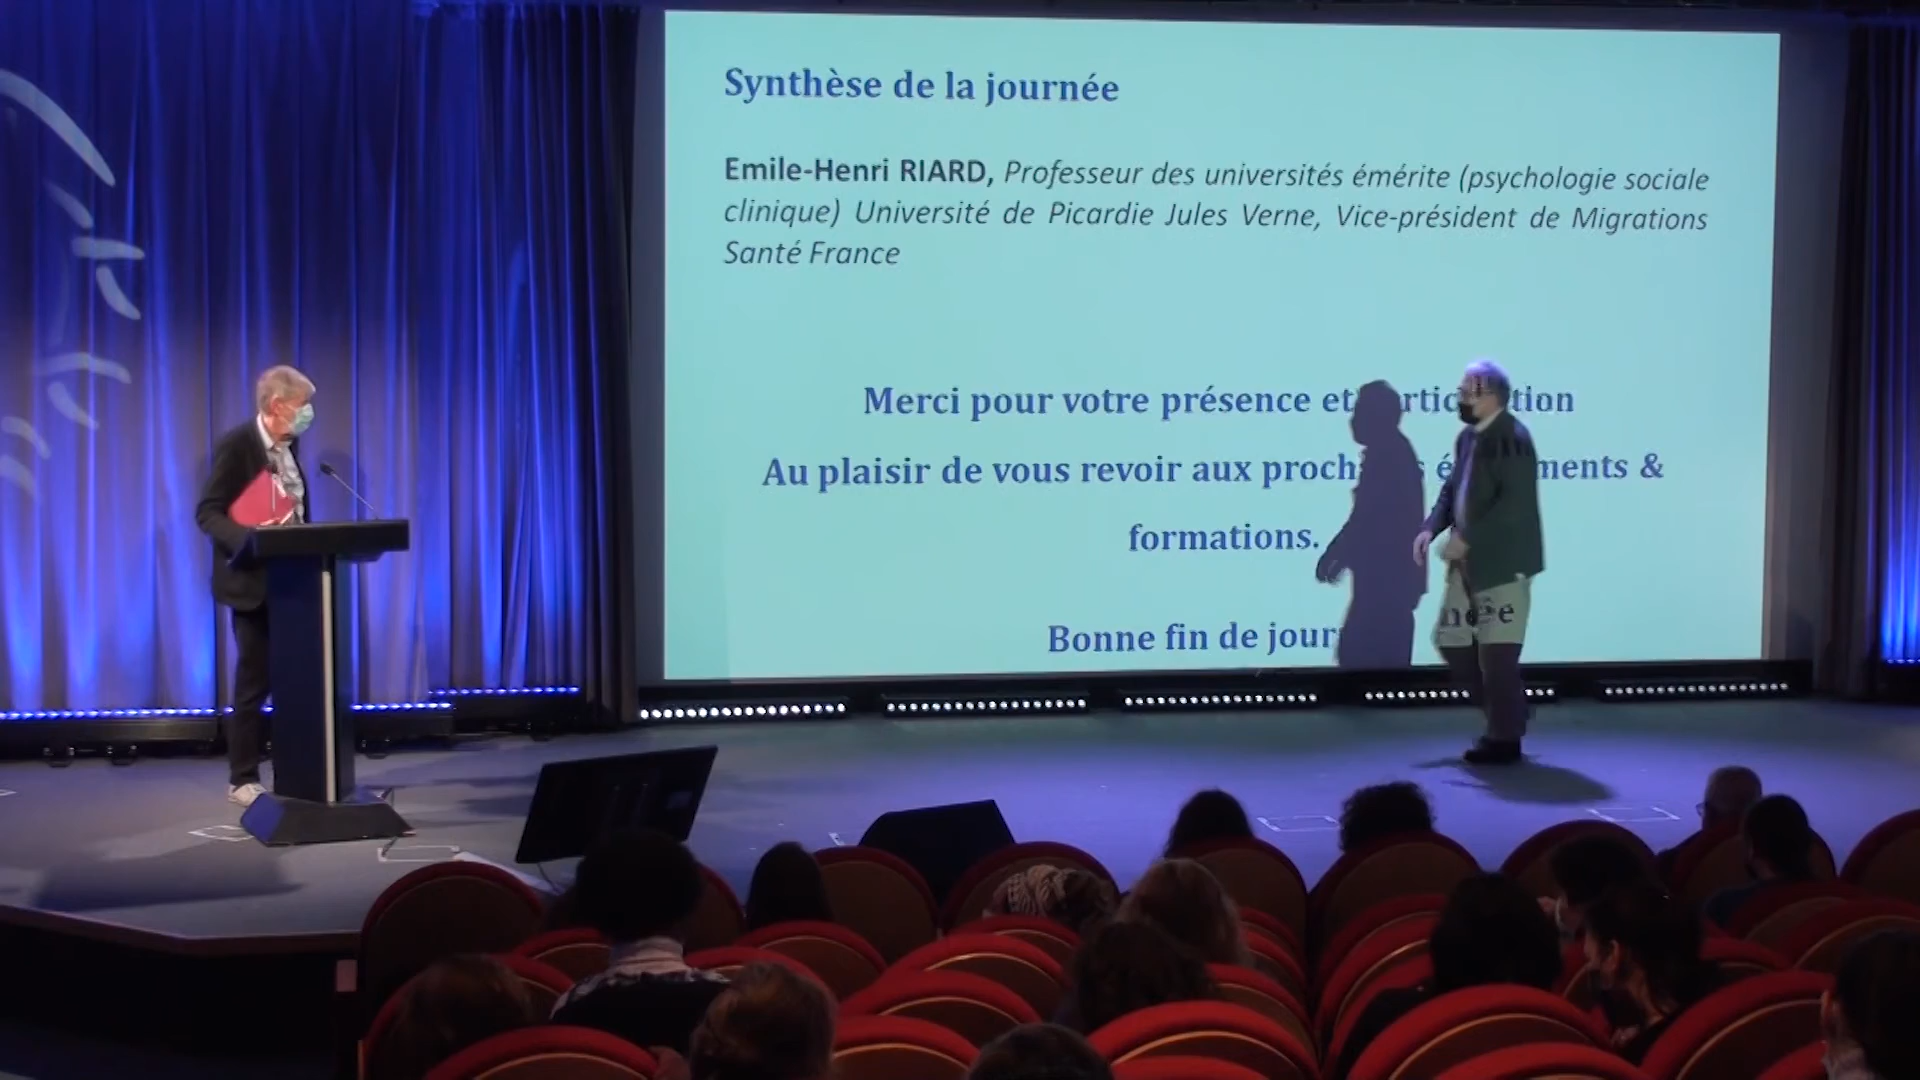 Synthèse de la journée
Emile-Henri RIARD, Professeur des universités émérite (psychologie sociale
clinique) Université de Picardie Jules Verne, Vice-président de Migrations
Santé France
Merci pour votre présence et
Au plaisir de vous revoir aux &
formations.
Bonne fin de